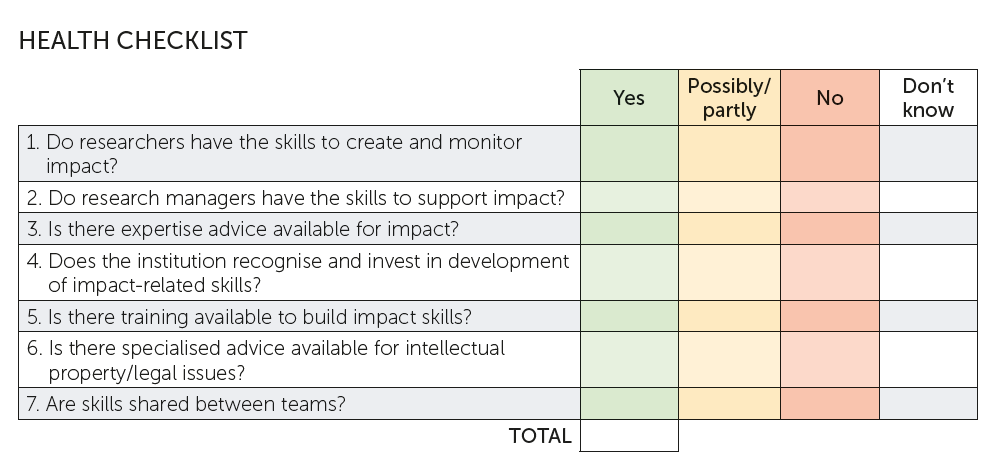 HEALTH CHECKLIST
Yes
Possibly/
partly
No
Don’t
know
1. Do researchers have the skills to create and monitor
impact?
2. Do research managers have the skills to support impact?
3. Is there expertise advice available for impact?
4. Does the institution recognise and invest in development
of impact-related skills?
5. Is there training available to build impact skills?
6. Is there specialised advice available for intellectual
property/legal issues?
7. Are skills shared between teams?
TOTAL